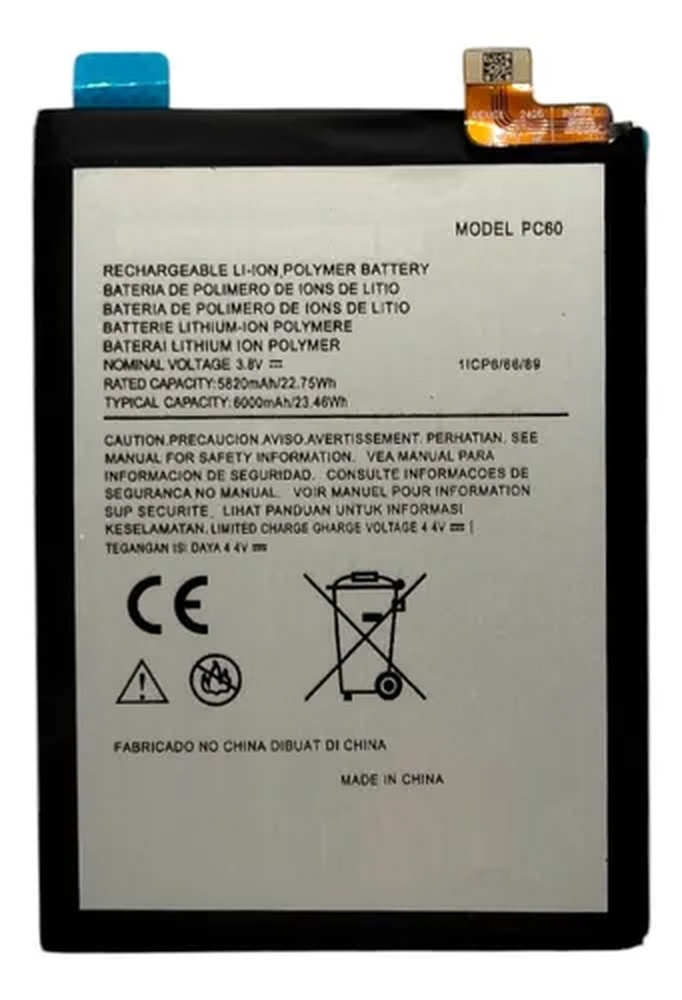 2406
MODEL PC60
RECHARGEABLE LI-ION,POLYMER BATTERY
BATERIA DE POLIMERO DE IONS DE LITIO
BATERIA DE POLIMERO DE IONS DE LITIO
BATTERIE LITHIUM-ION POLYMERE
BATERAI LITHIUM ION POLYMER
NOMINAL VOLTAGE 3.8V ⎓ 1ICP6/66/89
RATED CAPACITY:5820mAh/22.75Wh
TYPICAL CAPACITY:6000mAh/23.46Wh
CAUTION.PRECAUCION.AVISO.AVERTISSEMENT. PERHATIAN. SEE
MANUAL FOR SAFETY INFORMATION. VEA MANUAL PARA
INFORMACION DE SEGURIDAD. CONSULTE INFORMACOES DE
SEGURANCA NO MANUAL. VOIR MANUEL POUR INFORMATION
SUP SECURITE. LIHAT PANDUAN UNTUK INFORMASI
KESELAMATAN. LIMITED CHARGE GHARGE VOLTAGE 4 4V ⎓ |
TEGANGAN ISI DAYA 4 4V ⎓
CE
FABRICADO NO CHINA DIBUAT DI CHINA
MADE IN CHINA